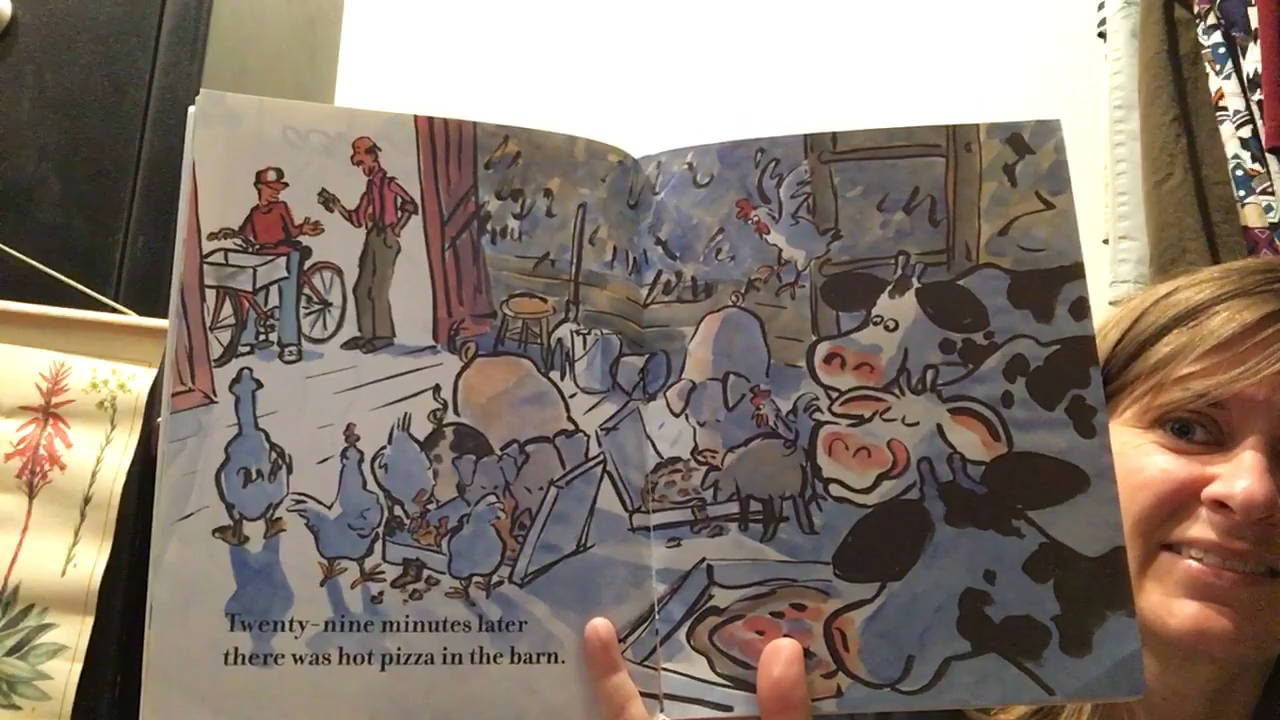 Twenty-nine minutes later
there was hot pizza in the barn.